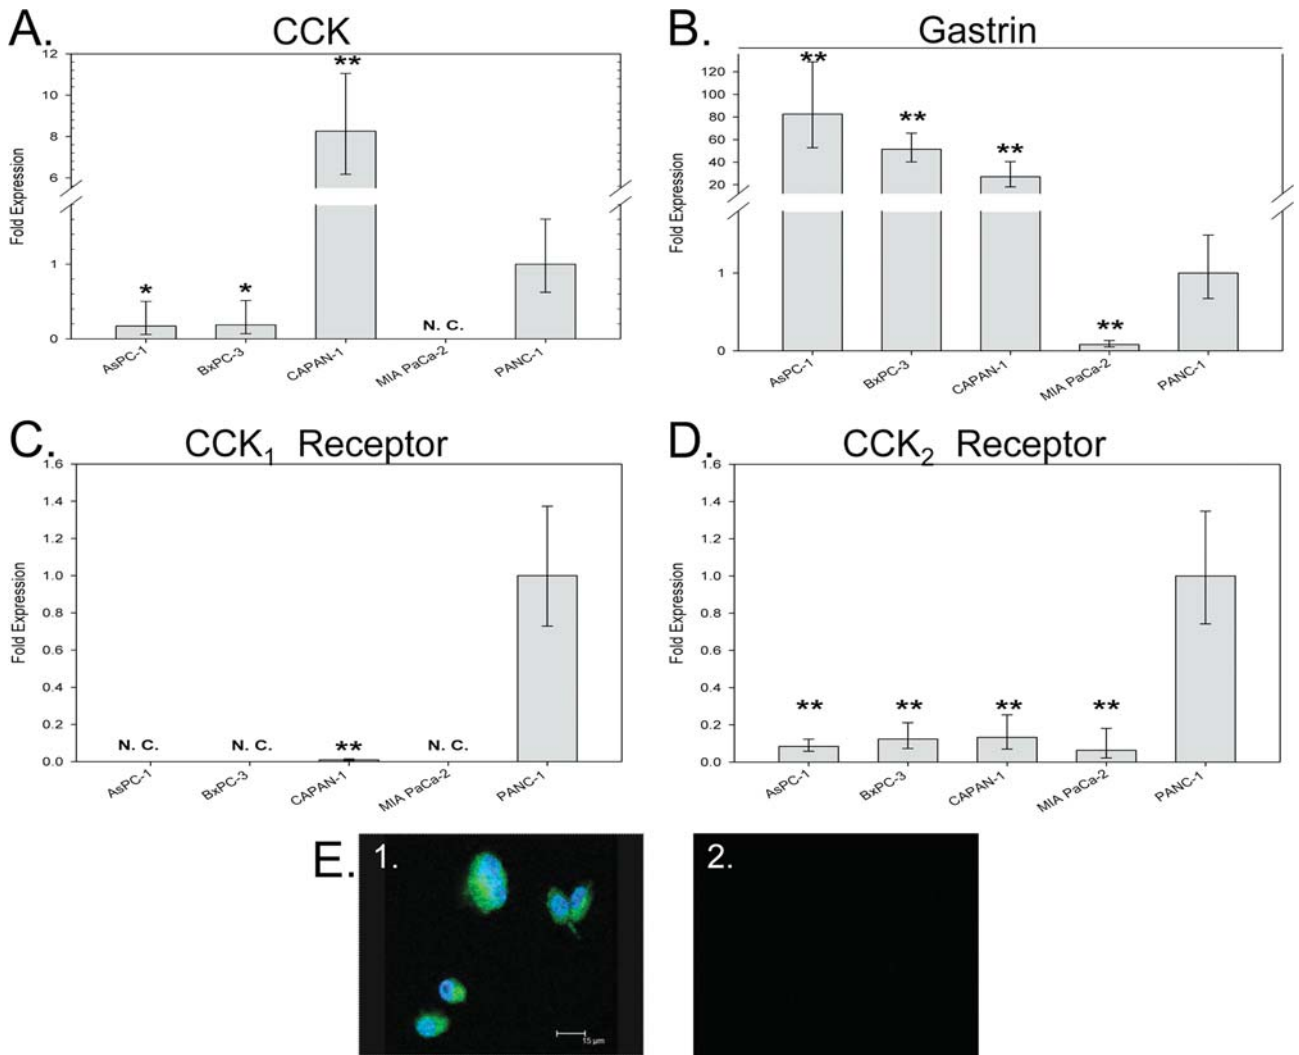 A.
CCK
12
10
8
6
1
0
Fold Expression
*
*
**
N. C.
AsPC-1
BxPC-3
CAPAN-1
MIA PaCa-2
PANC-1
B.
Gastrin
120
100
80
60
40
20
1
0
Fold Expression
**
**
**
**
AsPC-1
BxPC-3
CAPAN-1
MIA PaCa-2
PANC-1
C.
CCK₁ Receptor
1.6
1.4
1.2
1.0
0.8
0.6
0.4
0.2
0.0
Fold Expression
N. C.
N. C.
**
N. C.
AsPC-1
BxPC-3
CAPAN-1
MIA PaCa-2
PANC-1
D.
CCK₂ Receptor
1.6
1.4
1.2
1.0
0.8
0.6
0.4
0.2
0.0
Fold Expression
**
**
**
**
AsPC-1
BxPC-3
CAPAN-1
MIA PaCa-2
PANC-1
E.
1.
15 µm
2.